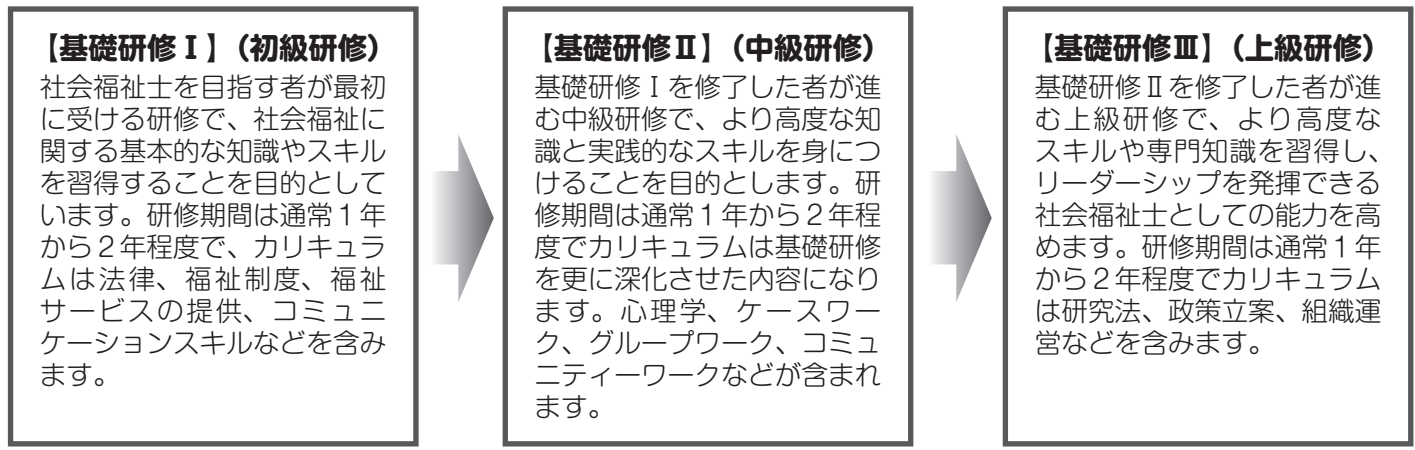 【基礎研修Ⅰ】（初級研修）
社会福祉士を目指す者が最初
に受ける研修で、社会福祉に
関する基本的な知識やスキル
を習得することを目的として
います。研修期間は通常１年
から２年程度で、カリキュラ
ムは法律、福祉制度、福祉
サービスの提供、コミュニ
ケーションスキルなどを含み
ます。
【基礎研修Ⅱ】（中級研修）
基礎研修Ⅰを修了した者が進
む中級研修で、より高度な知
識と実践的なスキルを身につ
けることを目的とします。研
修期間は通常１年から２年程
度でカリキュラムは基礎研修
を更に深化させた内容になり
ます。心理学、ケースワー
ク、グループワーク、コミュ
ニティーワークなどが含まれ
ます。
【基礎研修Ⅲ】（上級研修）
基礎研修Ⅱを修了した者が進
む上級研修で、より高度な
スキルや専門知識を習得し、
リーダーシップを発揮できる
社会福祉士としての能力を高
めます。研修期間は通常１年
から２年程度でカリキュラム
は研究法、政策立案、組織運
営などを含みます。